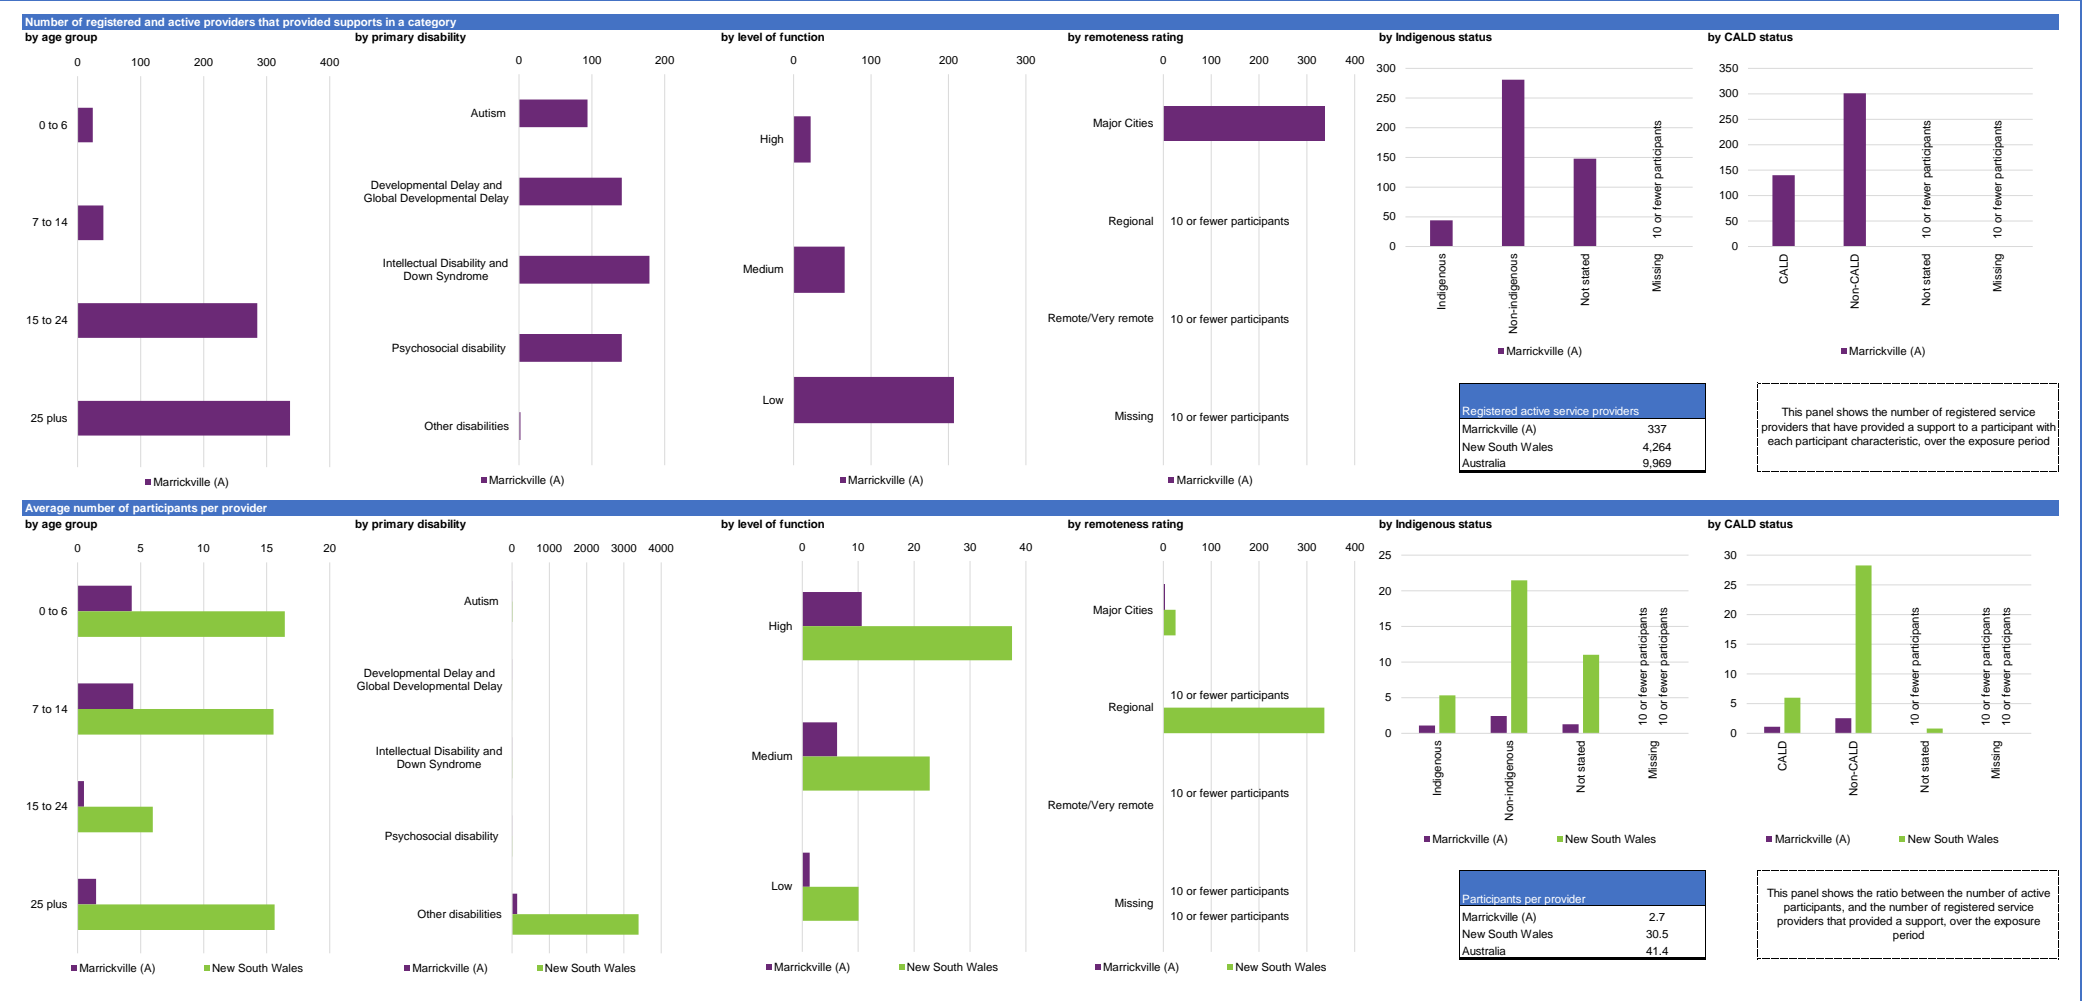 Number of registered and active providers that provided supports in a category
by age group
0 100 200 300 400
0 to 6
7 to 14
15 to 24
25 plus
Marrickville (A)
by primary disability
0 100 200
Autism
Developmental Delay and
Global Developmental Delay
Intellectual Disability and
Down Syndrome
Psychosocial disability
Other disabilities
Marrickville (A)
by level of function
0 100 200 300
High
Medium
Low
Marrickville (A)
by remoteness rating
0 100 200 300 400
Major Cities
Regional 10 or fewer participants
Remote/Very remote 10 or fewer participants
Missing 10 or fewer participants
Marrickville (A)
by Indigenous status
300
250
200
150
100
50
0
10 or fewer participants
Indigenous
Non-indigenous
Not stated
Missing
Marrickville (A)
by CALD status
350
300
250
200
150
100
50
0
10 or fewer participants
10 or fewer participants
CALD
Non-CALD
Not stated
Missing
Marrickville (A)
Registered active service providers
Marrickville (A) 337
New South Wales 4,264
Australia 9,969
This panel shows the number of registered service
providers that have provided a support to a participant with
each participant characteristic, over the exposure period
Average number of participants per provider
by age group
0 5 10 15 20
0 to 6
7 to 14
15 to 24
25 plus
Marrickville (A) New South Wales
by primary disability
0 1000 2000 3000 4000
Autism
Developmental Delay and
Global Developmental Delay
Intellectual Disability and
Down Syndrome
Psychosocial disability
Other disabilities
Marrickville (A) New South Wales
by level of function
0 10 20 30 40
High
Medium
Low
Marrickville (A) New South Wales
by remoteness rating
0 100 200 300 400
Major Cities
10 or fewer participants
Regional
10 or fewer participants
Remote/Very remote
10 or fewer participants
Missing
10 or fewer participants
Marrickville (A) New South Wales
by Indigenous status
25
20
15
10
5
0
10 or fewer participants
10 or fewer participants
Indigenous
Non-indigenous
Not stated
Missing
Marrickville (A) New South Wales
by CALD status
30
25
20
15
10
5
0
10 or fewer participants
10 or fewer participants
10 or fewer participants
CALD
Non-CALD
Not stated
Missing
Marrickville (A) New South Wales
Participants per provider
Marrickville (A) 2.7
New South Wales 30.5
Australia 41.4
This panel shows the ratio between the number of active
participants, and the number of registered service
providers that provided a support, over the exposure
period